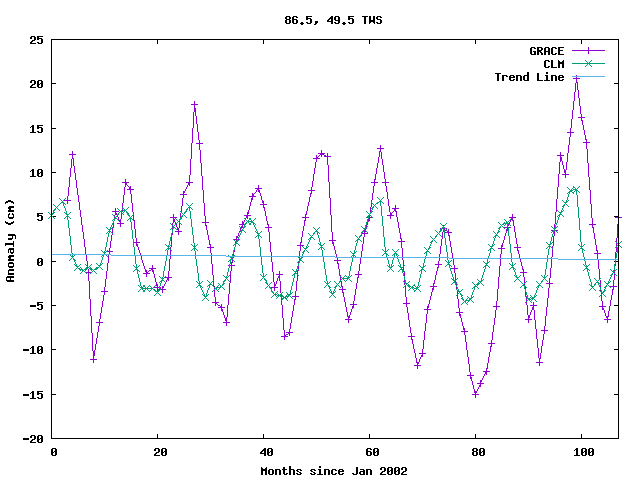 86.5, 49.5 TWS
GRACE
CLM
Trend Line
25
20
15
10
5
0
-5
-10
-15
-20
Anomaly (cm)
0 20 40 60 80 100
Months since Jan 2002